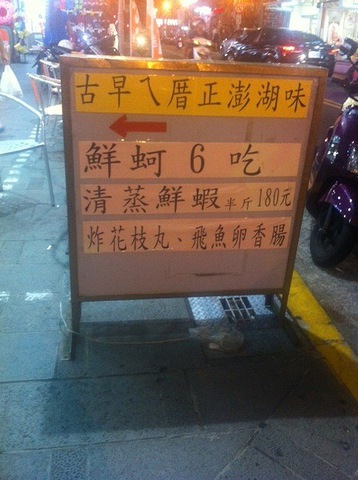 古早ㄟ厝正澎湖味
鮮蚵6吃
清蒸鮮蝦半斤180元
炸花枝丸、飛魚卵香腸